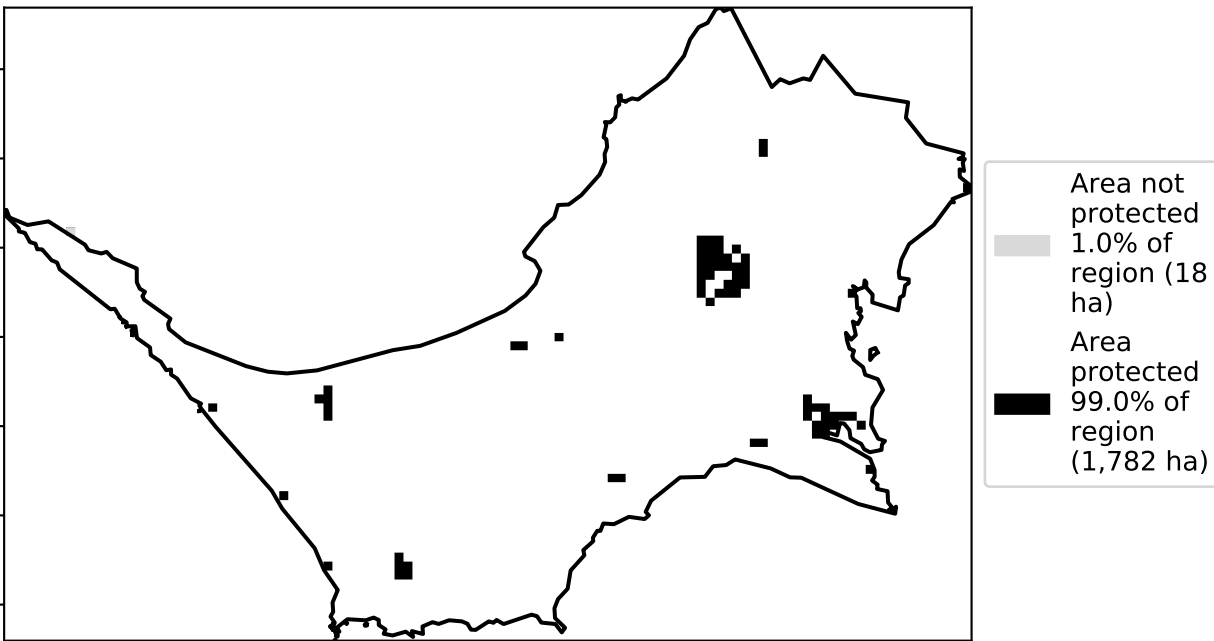 Area not
protected
1.0% of
region (18
ha)
Area
protected
99.0% of
region
(1,782 ha)